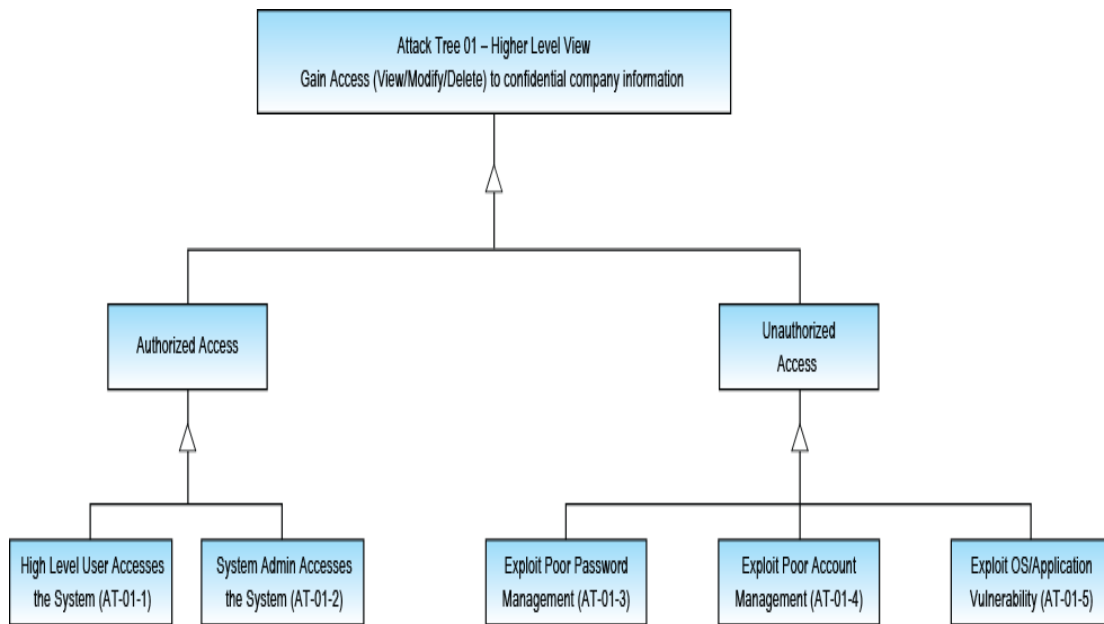 Attack Tree 01 – Higher Level View
Gain Access (View/Modify/Delete) to confidential company information
Authorized Access
Unauthorized
Access
High Level User Accesses
the System (AT-01-1)
System Admin Accesses
the System (AT-01-2)
Exploit Poor Password
Management (AT-01-3)
Exploit Poor Account
Management (AT-01-4)
Exploit OS/Application
Vulnerability (AT-01-5)